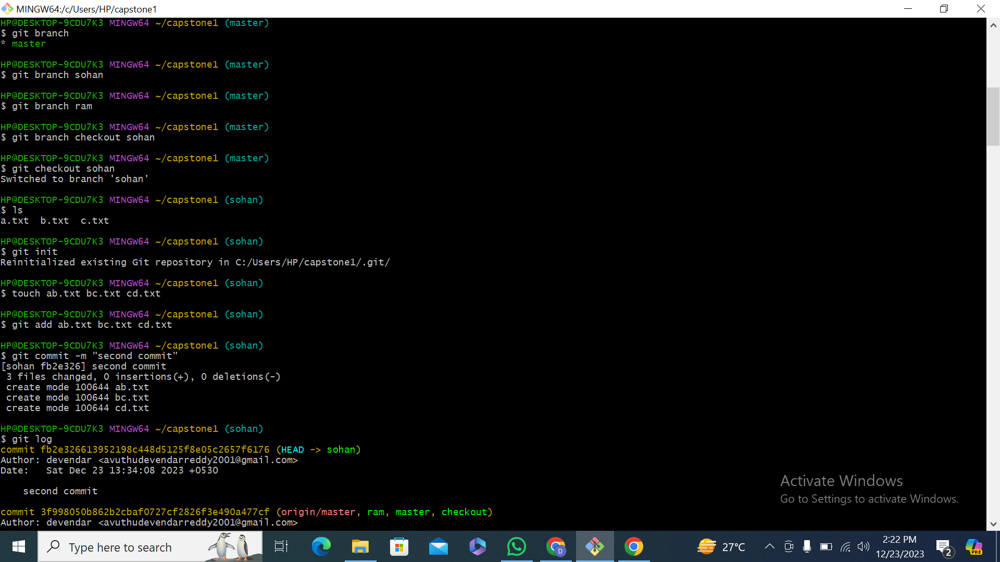 MINGW64:/c/Users/HP/capstone1
HP@DESKTOP-9CDU7K3 MINGW64 ~/capstone1 (master)
$ git branch
* master
HP@DESKTOP-9CDU7K3 MINGW64 ~/capstone1 (master)
$ git branch sohan
HP@DESKTOP-9CDU7K3 MINGW64 ~/capstone1 (master)
$ git branch ram
HP@DESKTOP-9CDU7K3 MINGW64 ~/capstone1 (master)
$ git branch checkout sohan
HP@DESKTOP-9CDU7K3 MINGW64 ~/capstone1 (master)
$ git checkout sohan
Switched to branch 'sohan'
HP@DESKTOP-9CDU7K3 MINGW64 ~/capstone1 (sohan)
$ ls
a.txt  b.txt  c.txt
HP@DESKTOP-9CDU7K3 MINGW64 ~/capstone1 (sohan)
$ git init
Reinitialized existing Git repository in C:/Users/HP/capstone1/.git/
HP@DESKTOP-9CDU7K3 MINGW64 ~/capstone1 (sohan)
$ touch ab.txt bc.txt cd.txt
HP@DESKTOP-9CDU7K3 MINGW64 ~/capstone1 (sohan)
$ git add ab.txt bc.txt cd.txt
HP@DESKTOP-9CDU7K3 MINGW64 ~/capstone1 (sohan)
$ git commit -m "second commit"
[sohan fb2e326] second commit
 3 files changed, 0 insertions(+), 0 deletions(-)
 create mode 100644 ab.txt
 create mode 100644 bc.txt
 create mode 100644 cd.txt
HP@DESKTOP-9CDU7K3 MINGW64 ~/capstone1 (sohan)
$ git log
commit fb2e326613952198c448d5125f8e05c2657f6176 (HEAD -> sohan)
Author: devendar <avuthudevendarreddy2001@gmail.com>
Date:   Sat Dec 23 13:34:08 2023 +0530
    second commit
commit 3f998050b862b2cbaf0727cf2826f3e490a477cf (origin/master, ram, master, checkout)
Author: devendar <avuthudevendarreddy2001@gmail.com>
Activate Windows
Go to Settings to activate Windows.
Type here to search
D
27°C
2:22 PM
12/23/2023
2
PRE